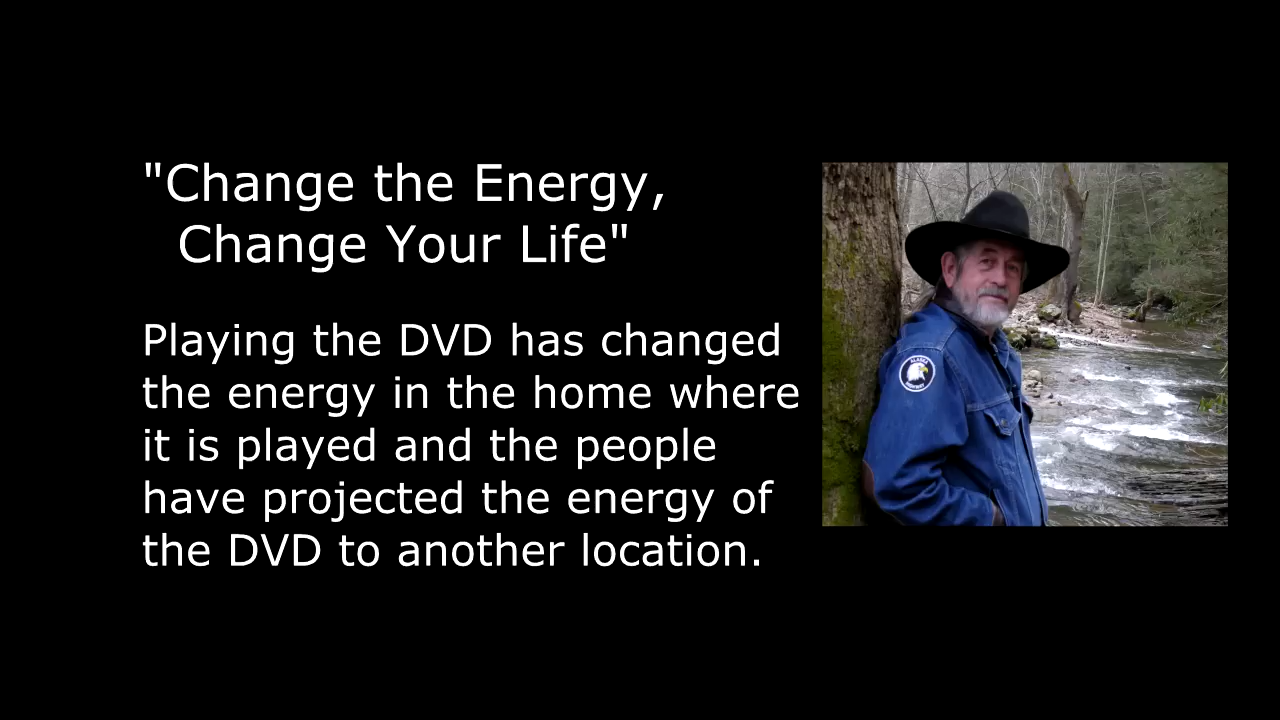 "Change the Energy,
Change Your Life"
Playing the DVD has changed
the energy in the home where
it is played and the people
have projected the energy of
the DVD to another location.
ALASKA